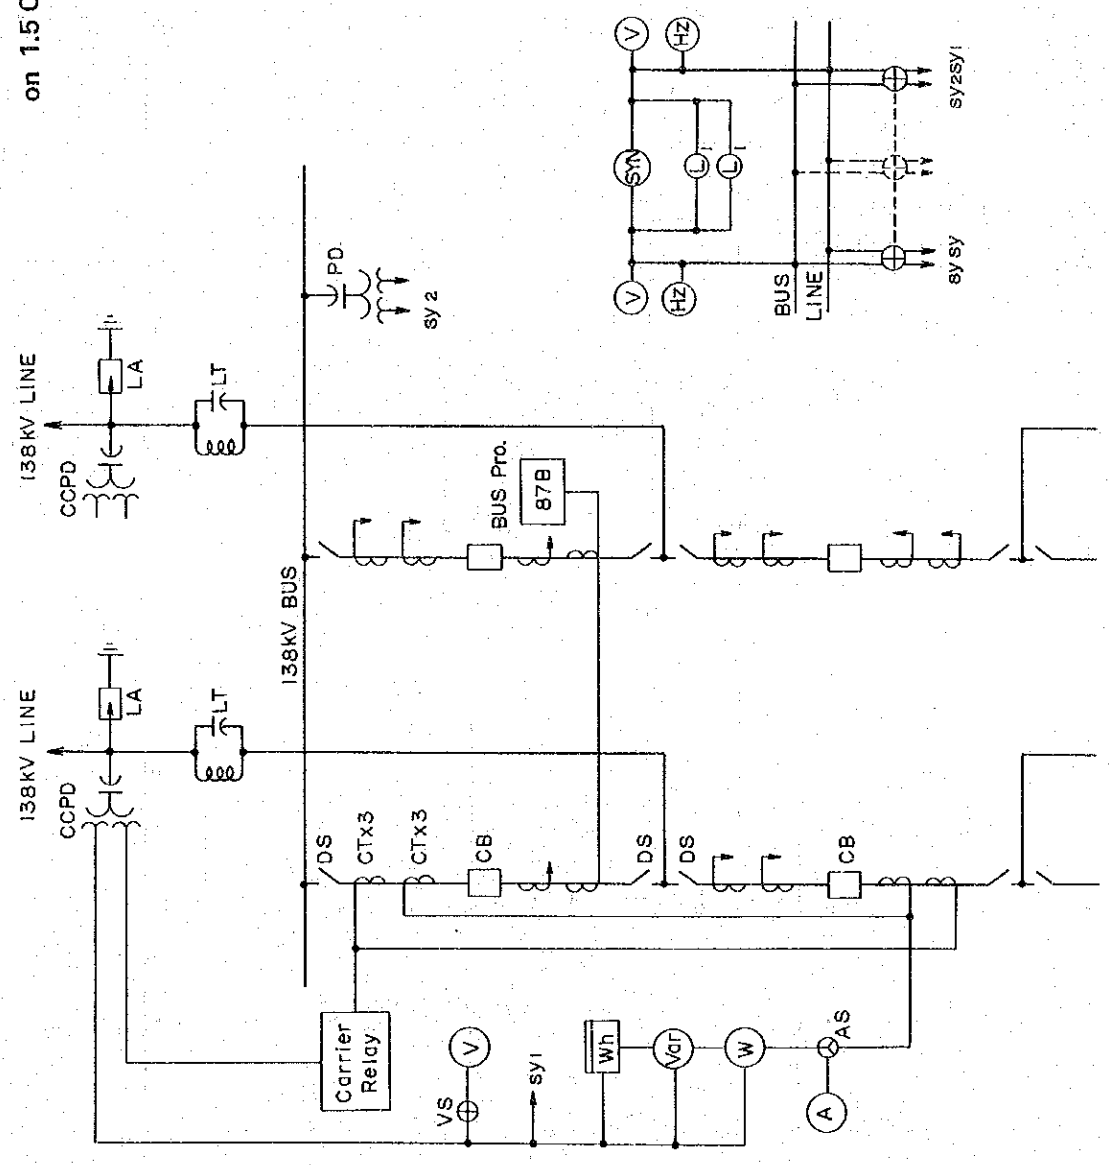 on 1.5 C
138kV LINE
CCPD
LA
LT
138kV LINE
CCPD
LA
LT
138kV BUS
PD
sy2
BUS Pro.
87B
DS
CTx3
CTx3
CB
DS
DS
CB
Carrier
Relay
VS
V
sy1
Wh
Var
W
A
AS
V
Hz
SYN
L
L
V
Hz
BUS
LINE
sy2sy1
sy sy